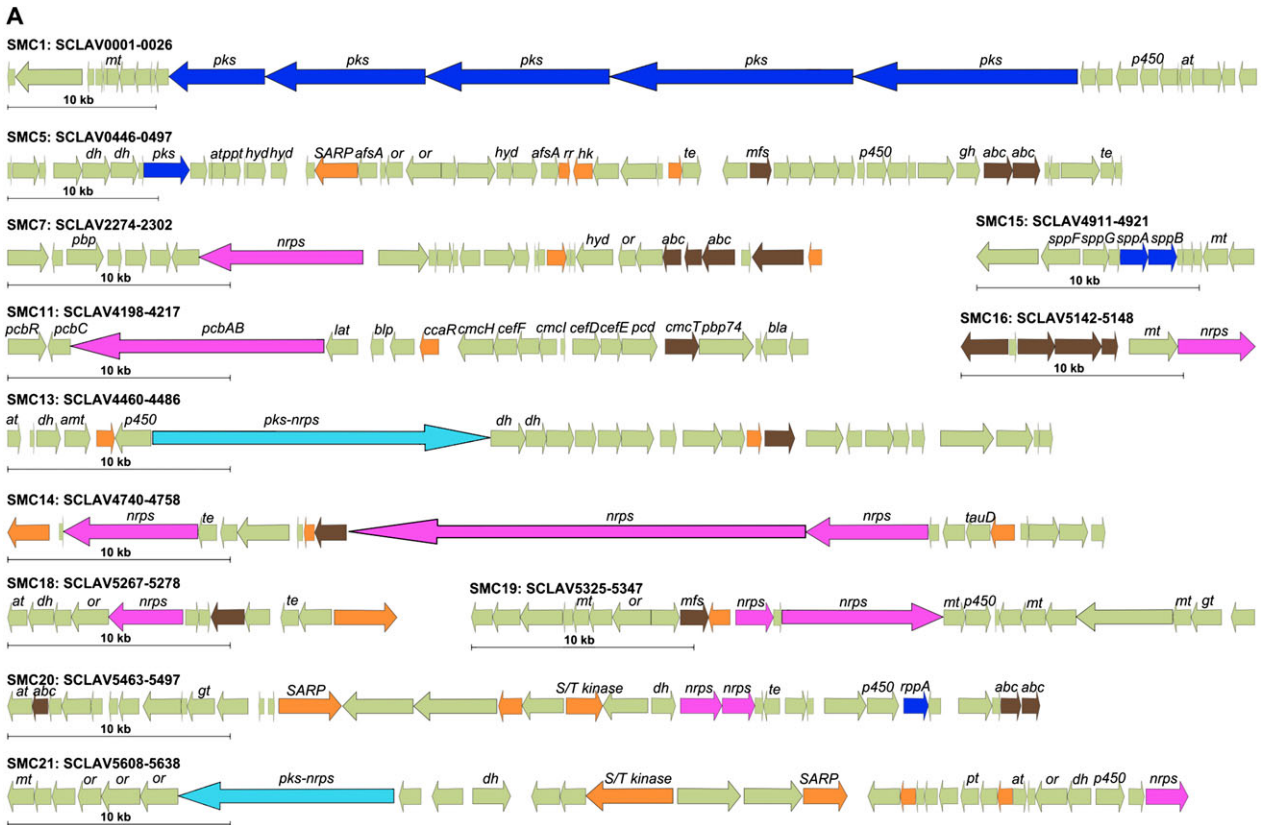 A
SMC1: SCLAV0001-0026
mt pks pks pks pks pks p450 at
10 kb
SMC5: SCLAV0446-0497
dh dh pks at ppt hyd hyd SARP afsA or or hyd afsA rr hk te mfs p450 gh abc abc te
10 kb
SMC7: SCLAV2274-2302
pbp nrps hyd or abc abc
10 kb
SMC15: SCLAV4911-4921
sppF sppG sppA sppB mt
10 kb
SMC11: SCLAV4198-4217
pcbR pcbC pcbAB lat blp ccaR cmcH cefF cmcI cefD cefE pcd cmcT pbp74 bla
10 kb
SMC16: SCLAV5142-5148
mt nrps
10 kb
SMC13: SCLAV4460-4486
at dh amt p450 pks-nrps dh dh
10 kb
SMC14: SCLAV4740-4758
nrps te nrps nrps tauD
10 kb
SMC18: SCLAV5267-5278
at dh or nrps te
10 kb
SMC19: SCLAV5325-5347
mt or mfs nrps nrps mt p450 mt mt gt
10 kb
SMC20: SCLAV5463-5497
at abc gt SARP S/T kinase dh nrps nrps te p450 rppA abc abc
10 kb
SMC21: SCLAV5608-5638
mt or or or pks-nrps dh S/T kinase SARP pt at or dh p450 nrps
10 kb